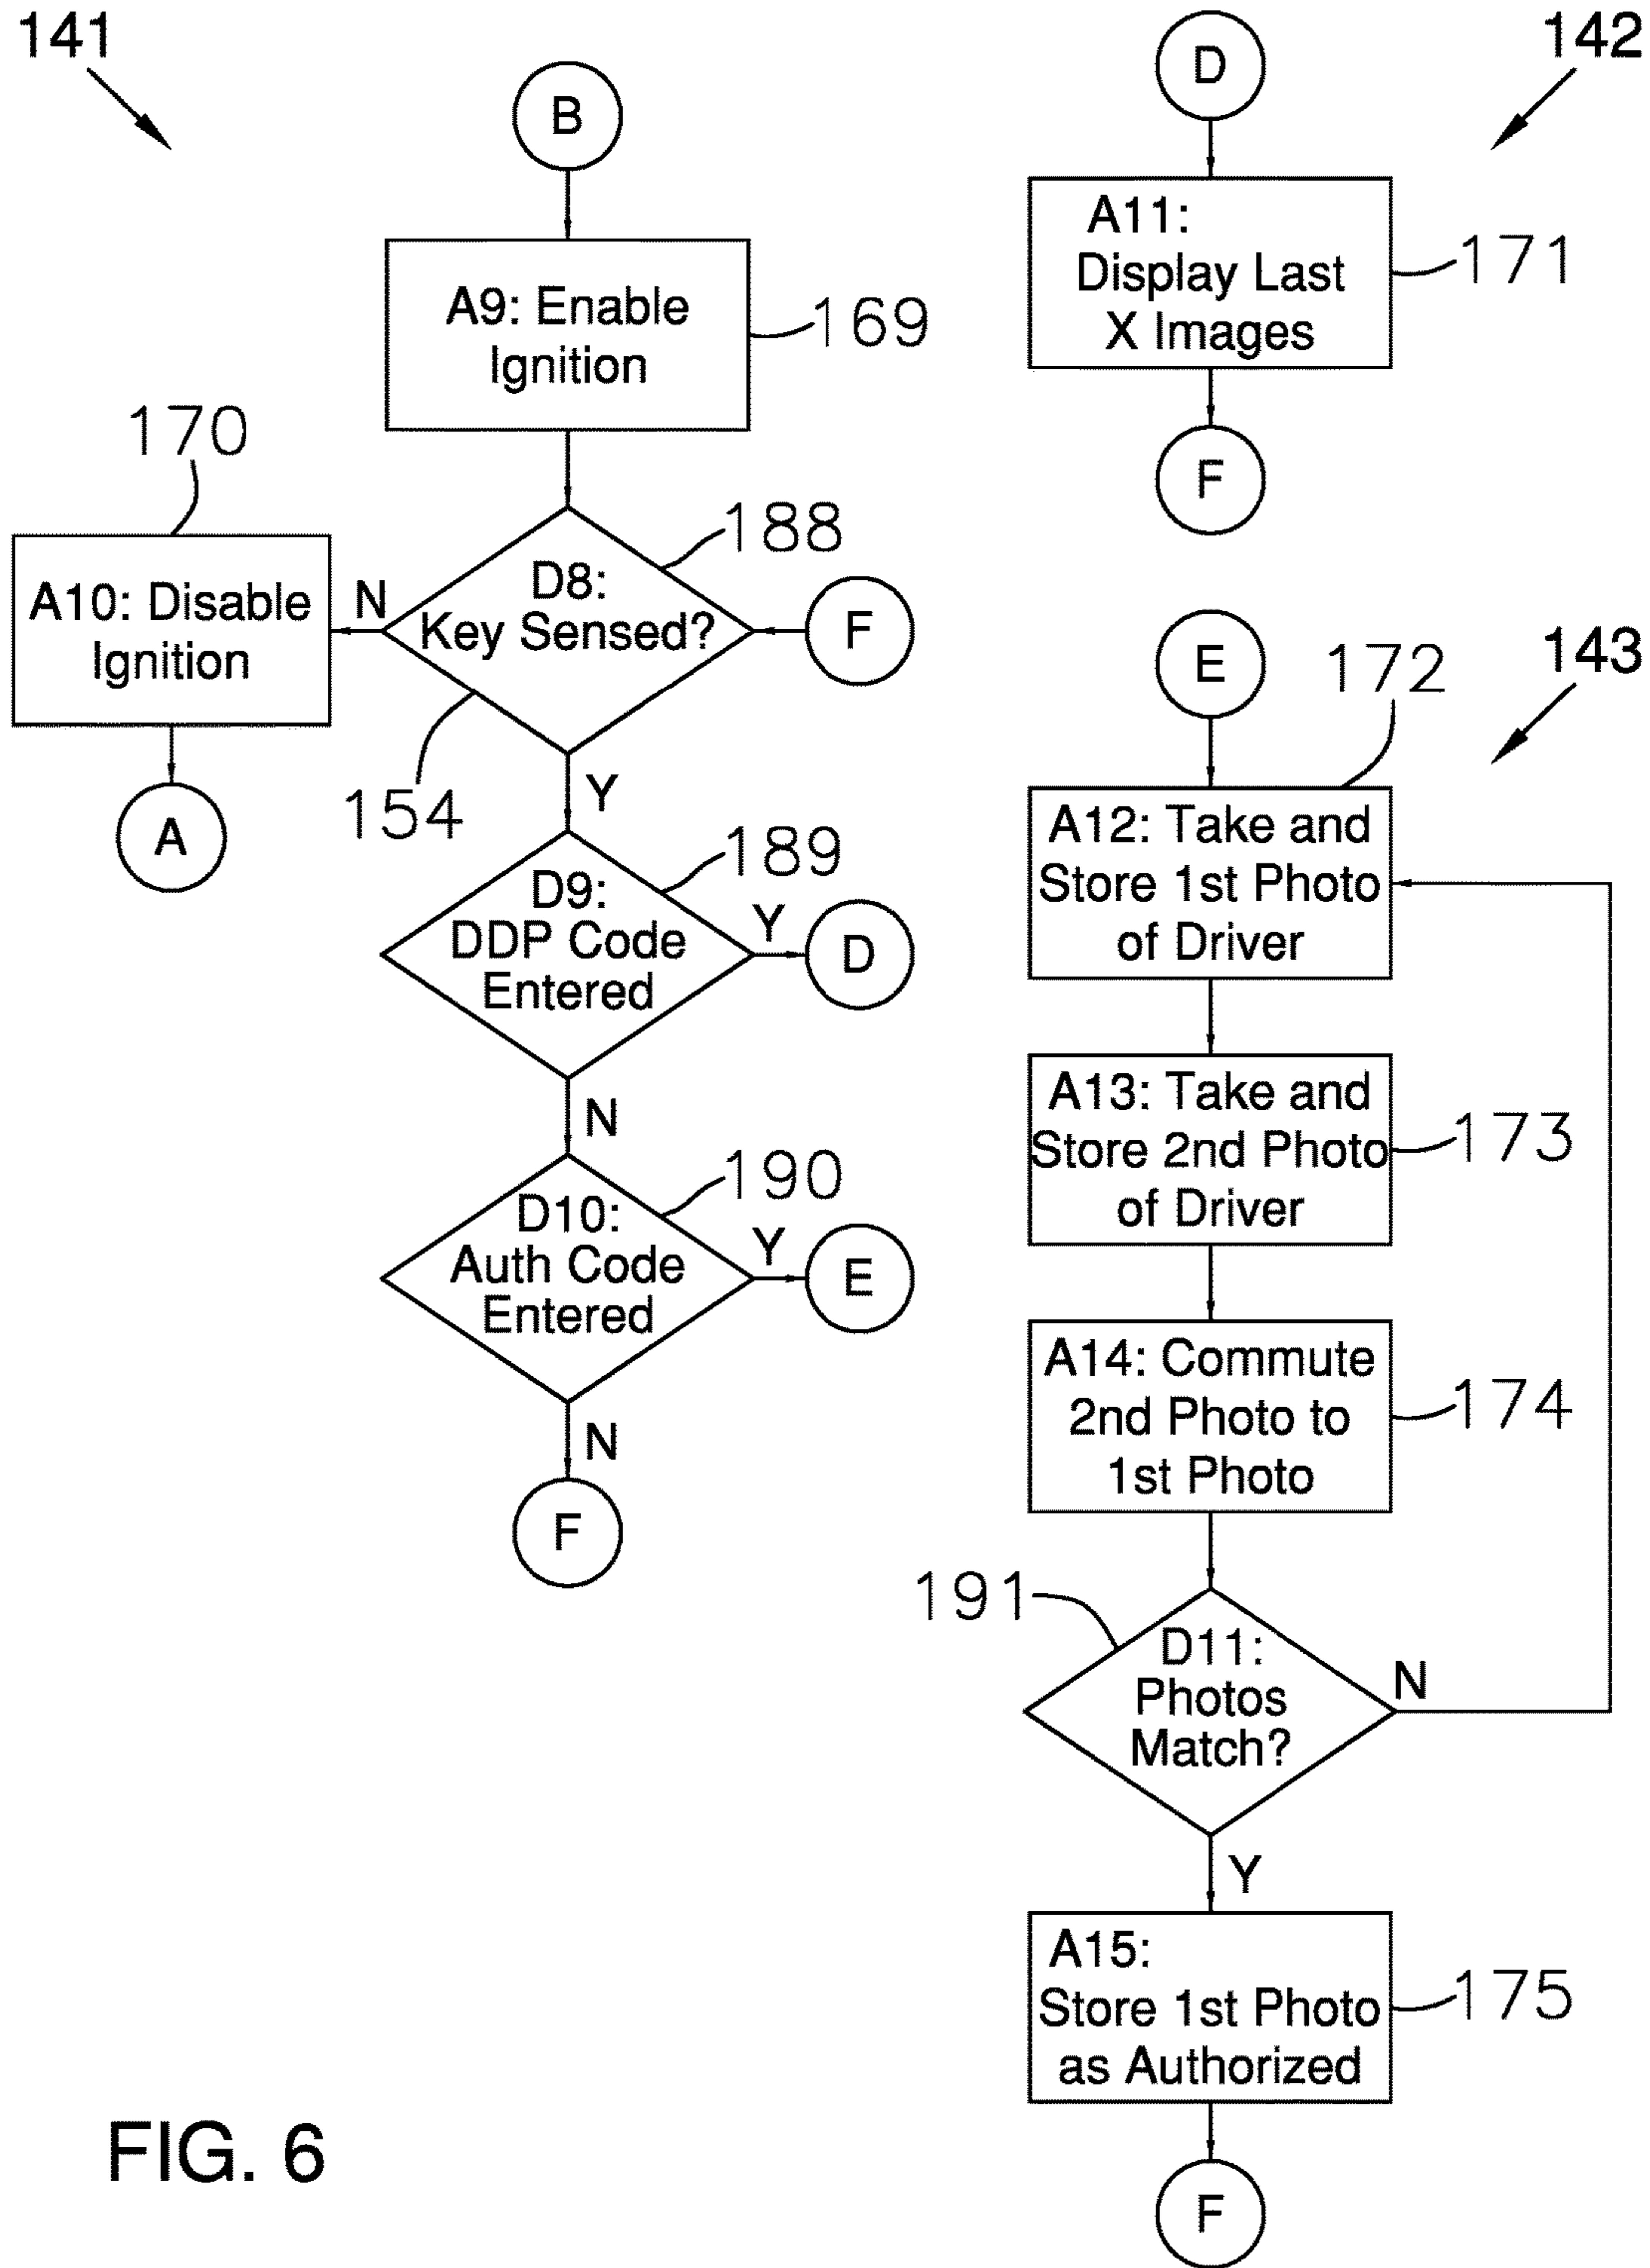 141
B
A9: Enable
Ignition
169
170
A10: Disable
Ignition
N
D8:
Key Sensed?
188
F
154
A
Y
D9:
DDP Code
Entered
189
Y
D
N
D10:
Auth Code
Entered
190
Y
E
N
F
142
D
A11:
Display Last
X Images
171
F
143
E
172
A12: Take and
Store 1st Photo
of Driver
A13: Take and
Store 2nd Photo
of Driver
173
A14: Commute
2nd Photo to
1st Photo
174
191
D11:
Photos
Match?
N
Y
A15:
Store 1st Photo
as Authorized
175
F
FIG. 6